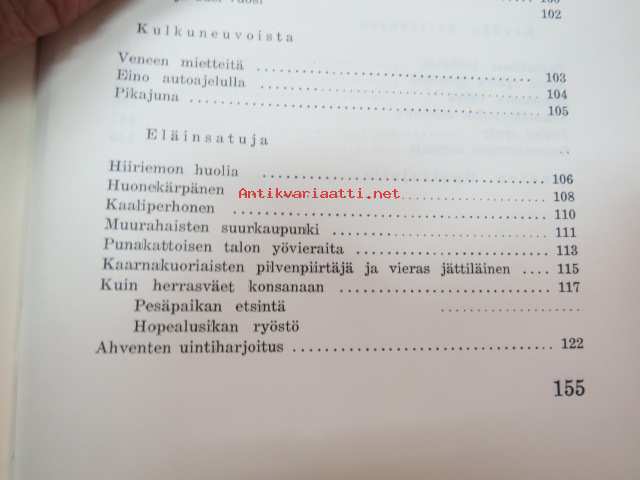 102
Kulkuneuvoista
Veneen mietteitä 103
Eino autoajelulla 104
Pikajuna 105
Eläinsatuja
Hiiriemon huolia 106
Huonekärpänen 108
Kaaliperhonen 110
Muurahaisten suurkaupunki 111
Punakattoisen talon yövieraita 113
Kaarnakuoriaisten pilvenpiirtäjä ja vieras jättiläinen .... 115
Kuin herrasväet konsanaan 117
Pesäpaikan etsintä
Hopealusikan ryöstö
Ahventen uintiharjoitus 122
155
Antikvariaatti.net